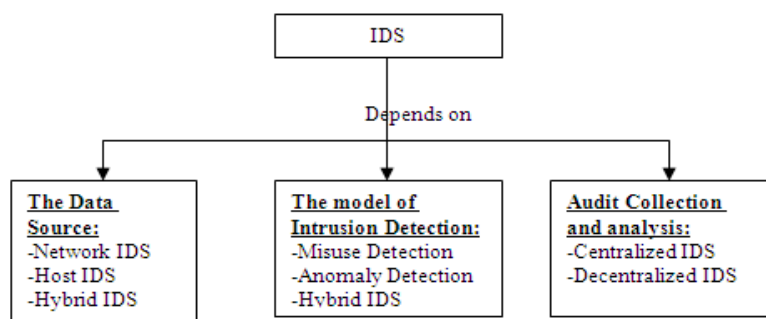 IDS
Depends on
The Data
Source:
-Network IDS
-Host IDS
-Hybrid IDS
The model of
Intrusion Detection:
-Misuse Detection
-Anomaly Detection
-Hybrid IDS
Audit Collection
and analysis:
-Centralized IDS
-Decentralized IDS